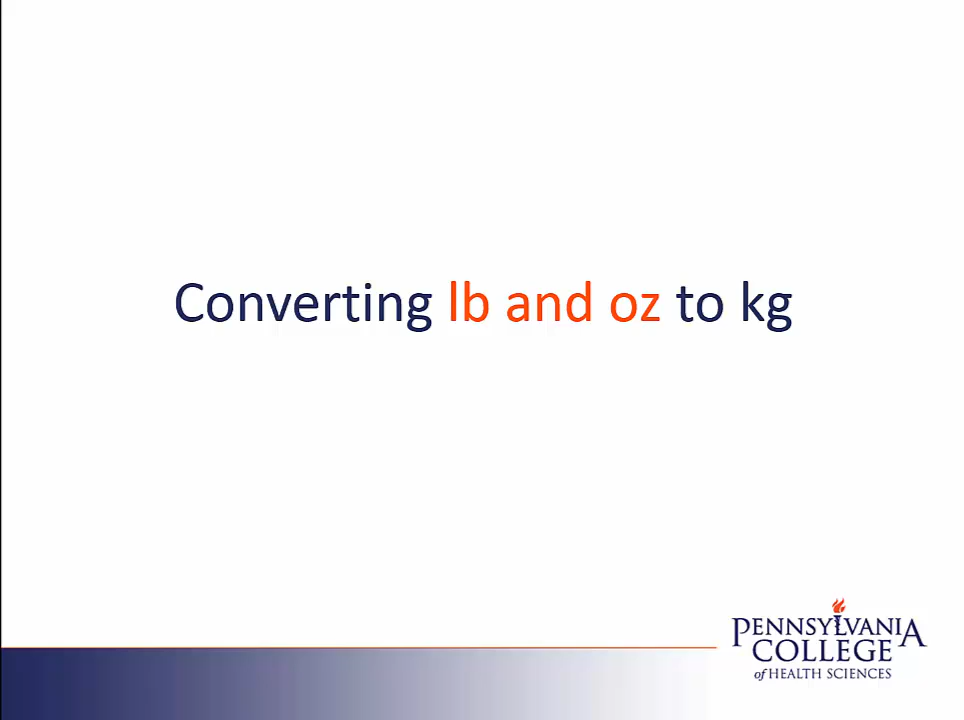 Converting lb and oz to kg
PENNSYLVANIA
COLLEGE
of HEALTH SCIENCES